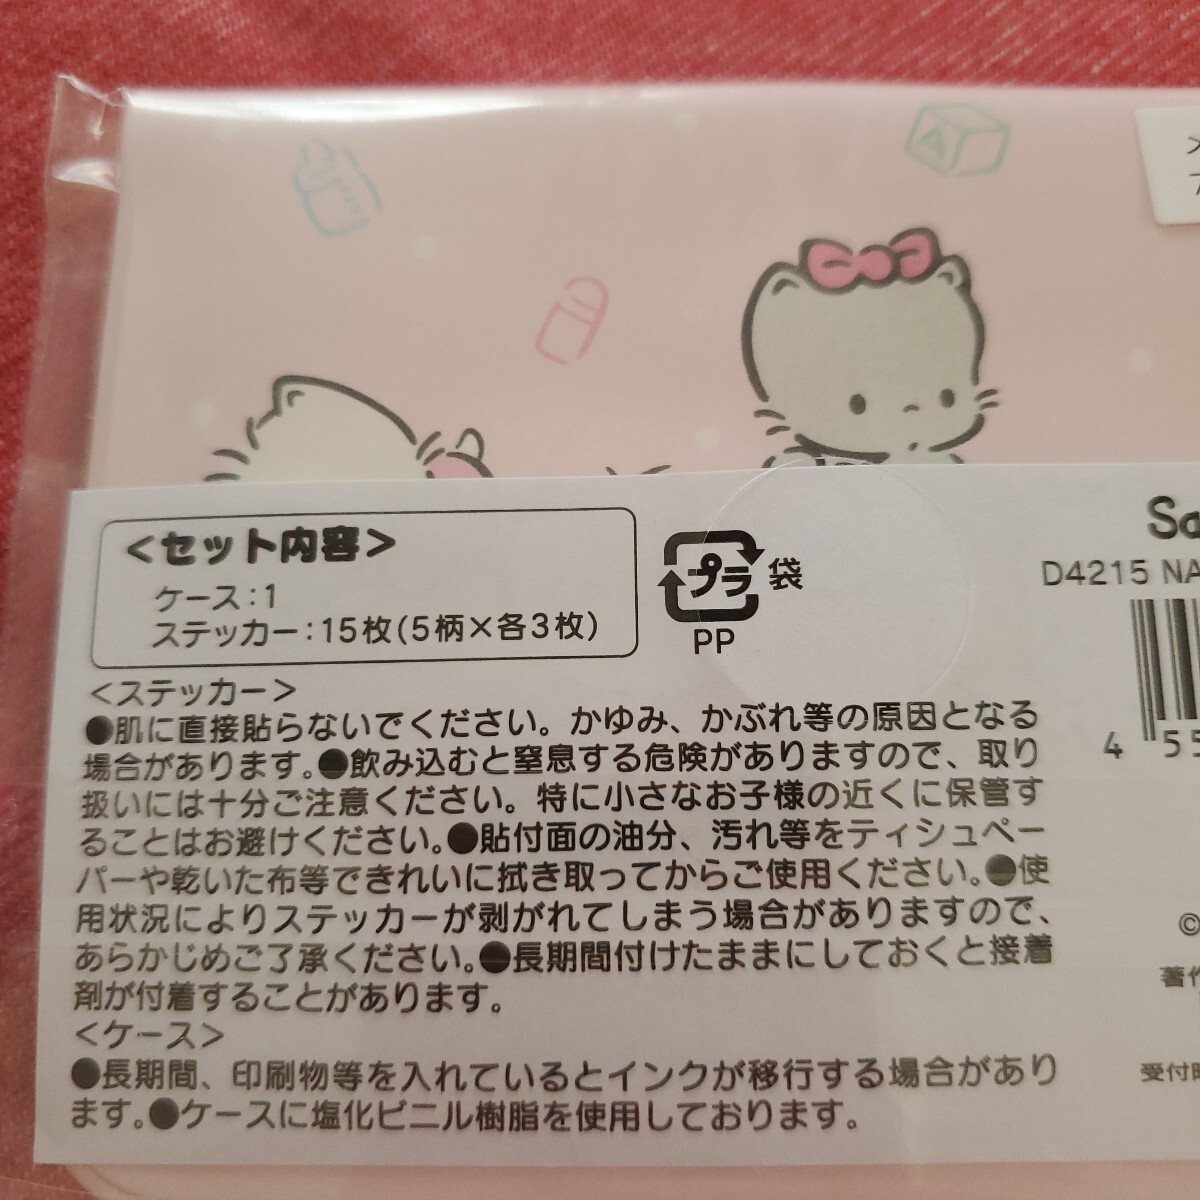 A
<セット内容>
ケース:1
ステッカー:15枚(5柄×各3枚)
プラ 袋
PP
Sa
D4215 NA
4 55
<ステッカー>
●肌に直接貼らないでください。かゆみ、かぶれ等の原因となる
場合があります。●飲み込むと窒息する危険がありますので、取り
扱いには十分ご注意ください。特に小さなお子様の近くに保管す
ることはお避けください。●貼付面の油分、汚れ等をティシュペー
パーや乾いた布等できれいに拭き取ってからご使用ください。●使
用状況によりステッカーが剥がれてしまう場合がありますので、
あらかじめご了承ください。●長期間付けたままにしておくと接着
剤が付着することがあります。
<ケース>
●長期間、印刷物等を入れているとインクが移行する場合があり
ます。●ケースに塩化ビニル樹脂を使用しております。
©
著作
受付時